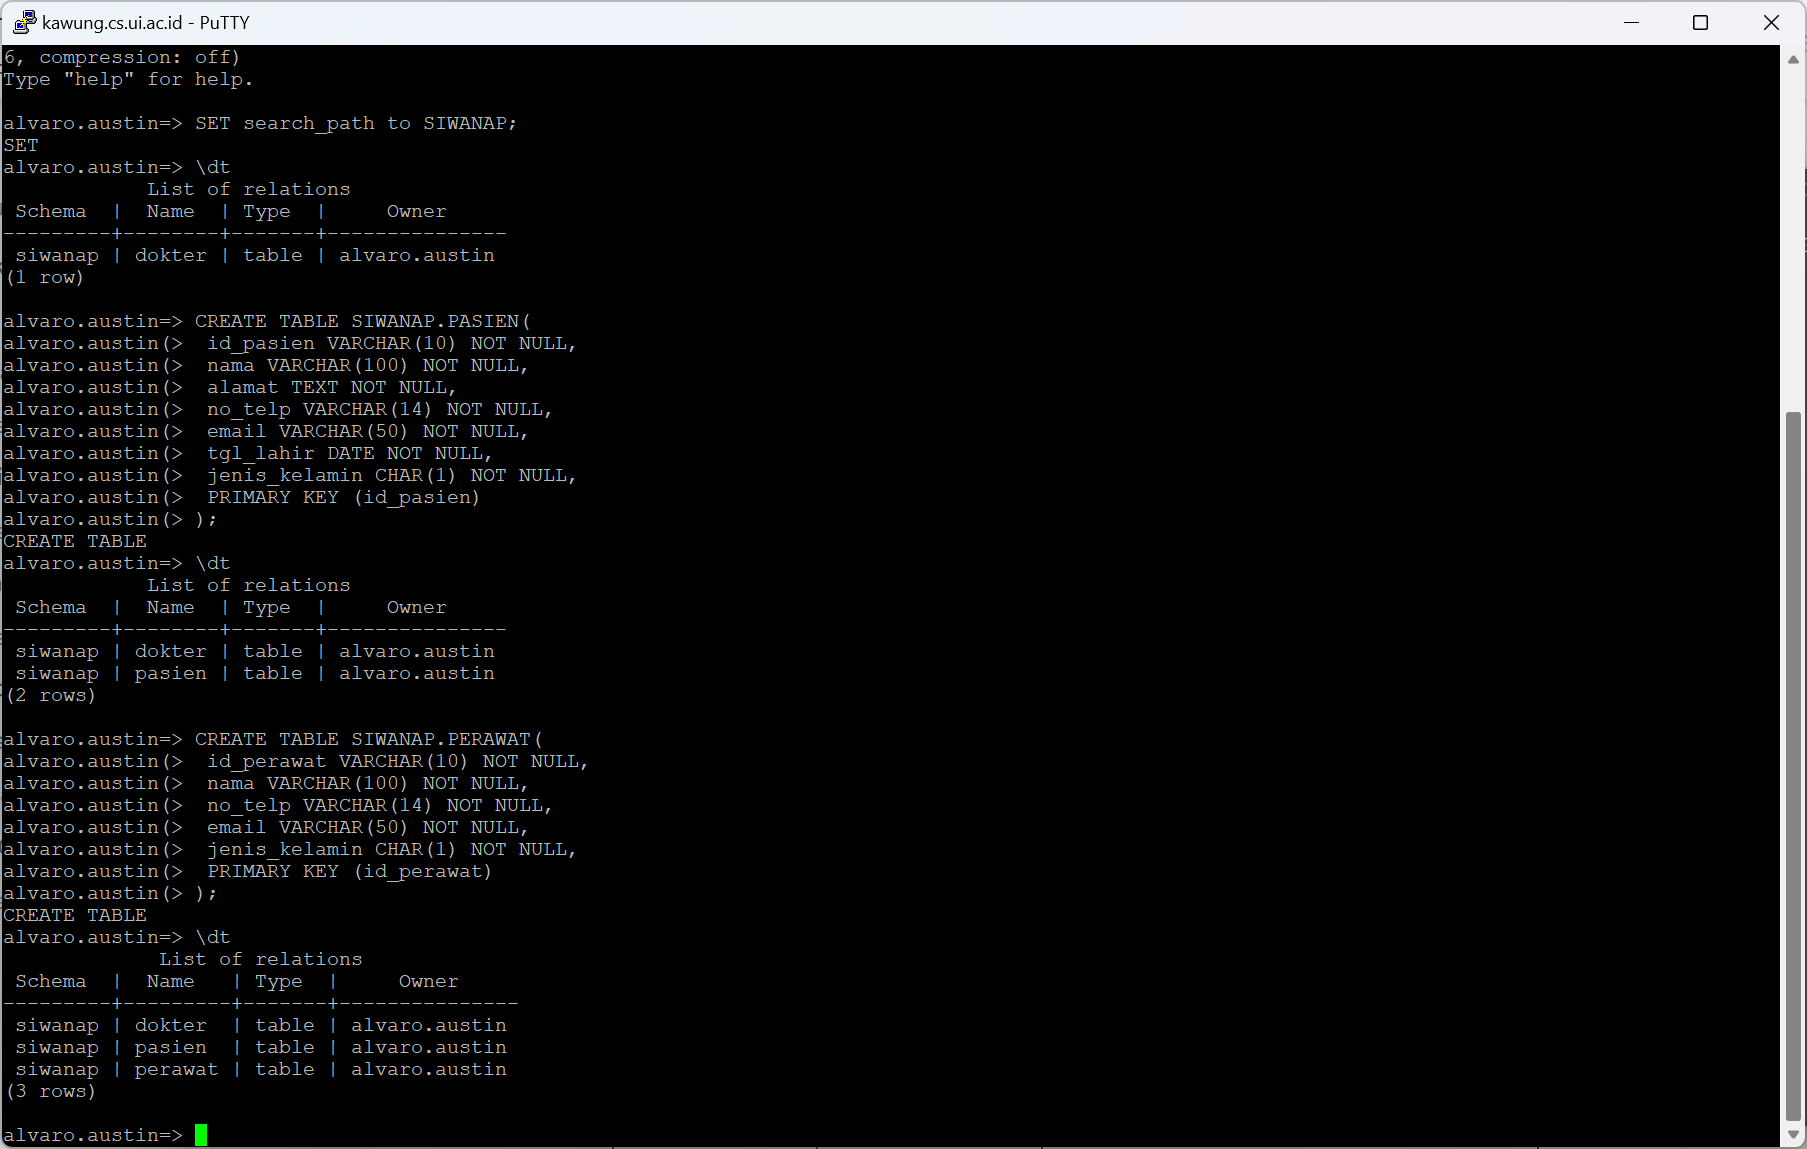 kawung.cs.ui.ac.id - PuTTY
6, compression: off)
Type "help" for help.
alvaro.austin=> SET search_path to SIWANAP;
SET
alvaro.austin=> \dt
List of relations
Schema | Name | Type | Owner
---------+--------+-------+---------------
siwanap | dokter | table | alvaro.austin
(1 row)
alvaro.austin=> CREATE TABLE SIWANAP.PASIEN(
alvaro.austin(> id_pasien VARCHAR(10) NOT NULL,
alvaro.austin(> nama VARCHAR(100) NOT NULL,
alvaro.austin(> alamat TEXT NOT NULL,
alvaro.austin(> no_telp VARCHAR(14) NOT NULL,
alvaro.austin(> email VARCHAR(50) NOT NULL,
alvaro.austin(> tgl_lahir DATE NOT NULL,
alvaro.austin(> jenis_kelamin CHAR(1) NOT NULL,
alvaro.austin(> PRIMARY KEY (id_pasien)
alvaro.austin(> );
CREATE TABLE
alvaro.austin=> \dt
List of relations
Schema | Name | Type | Owner
---------+--------+-------+---------------
siwanap | dokter | table | alvaro.austin
siwanap | pasien | table | alvaro.austin
(2 rows)
alvaro.austin=> CREATE TABLE SIWANAP.PERAWAT(
alvaro.austin(> id_perawat VARCHAR(10) NOT NULL,
alvaro.austin(> nama VARCHAR(100) NOT NULL,
alvaro.austin(> no_telp VARCHAR(14) NOT NULL,
alvaro.austin(> email VARCHAR(50) NOT NULL,
alvaro.austin(> jenis_kelamin CHAR(1) NOT NULL,
alvaro.austin(> PRIMARY KEY (id_perawat)
alvaro.austin(> );
CREATE TABLE
alvaro.austin=> \dt
List of relations
Schema | Name | Type | Owner
---------+---------+-------+---------------
siwanap | dokter | table | alvaro.austin
siwanap | pasien | table | alvaro.austin
siwanap | perawat | table | alvaro.austin
(3 rows)
alvaro.austin=>